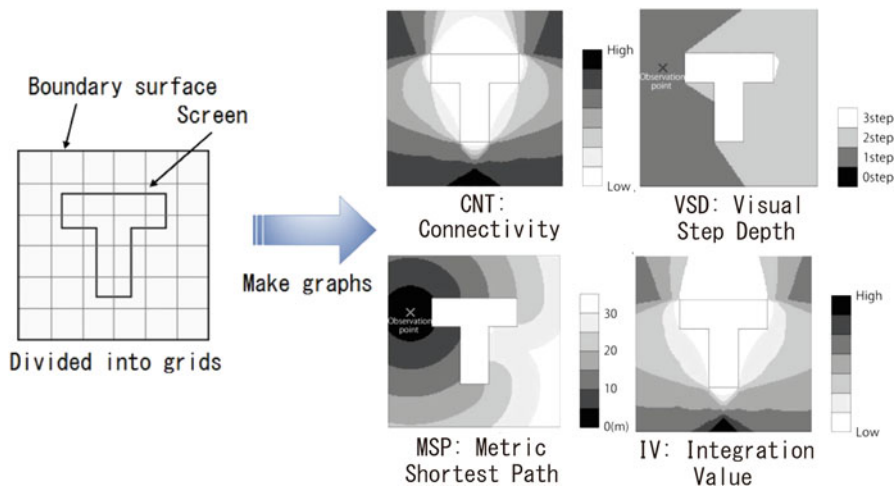 Boundary surface
Screen
Divided into grids
Make graphs
High
Low
CNT:
Connectivity
×
Observation
point
3step
2step
1step
0step
VSD: Visual
Step Depth
×
Observation
point
30
20
10
0(m)
MSP: Metric
Shortest Path
High
Low
IV: Integration
Value